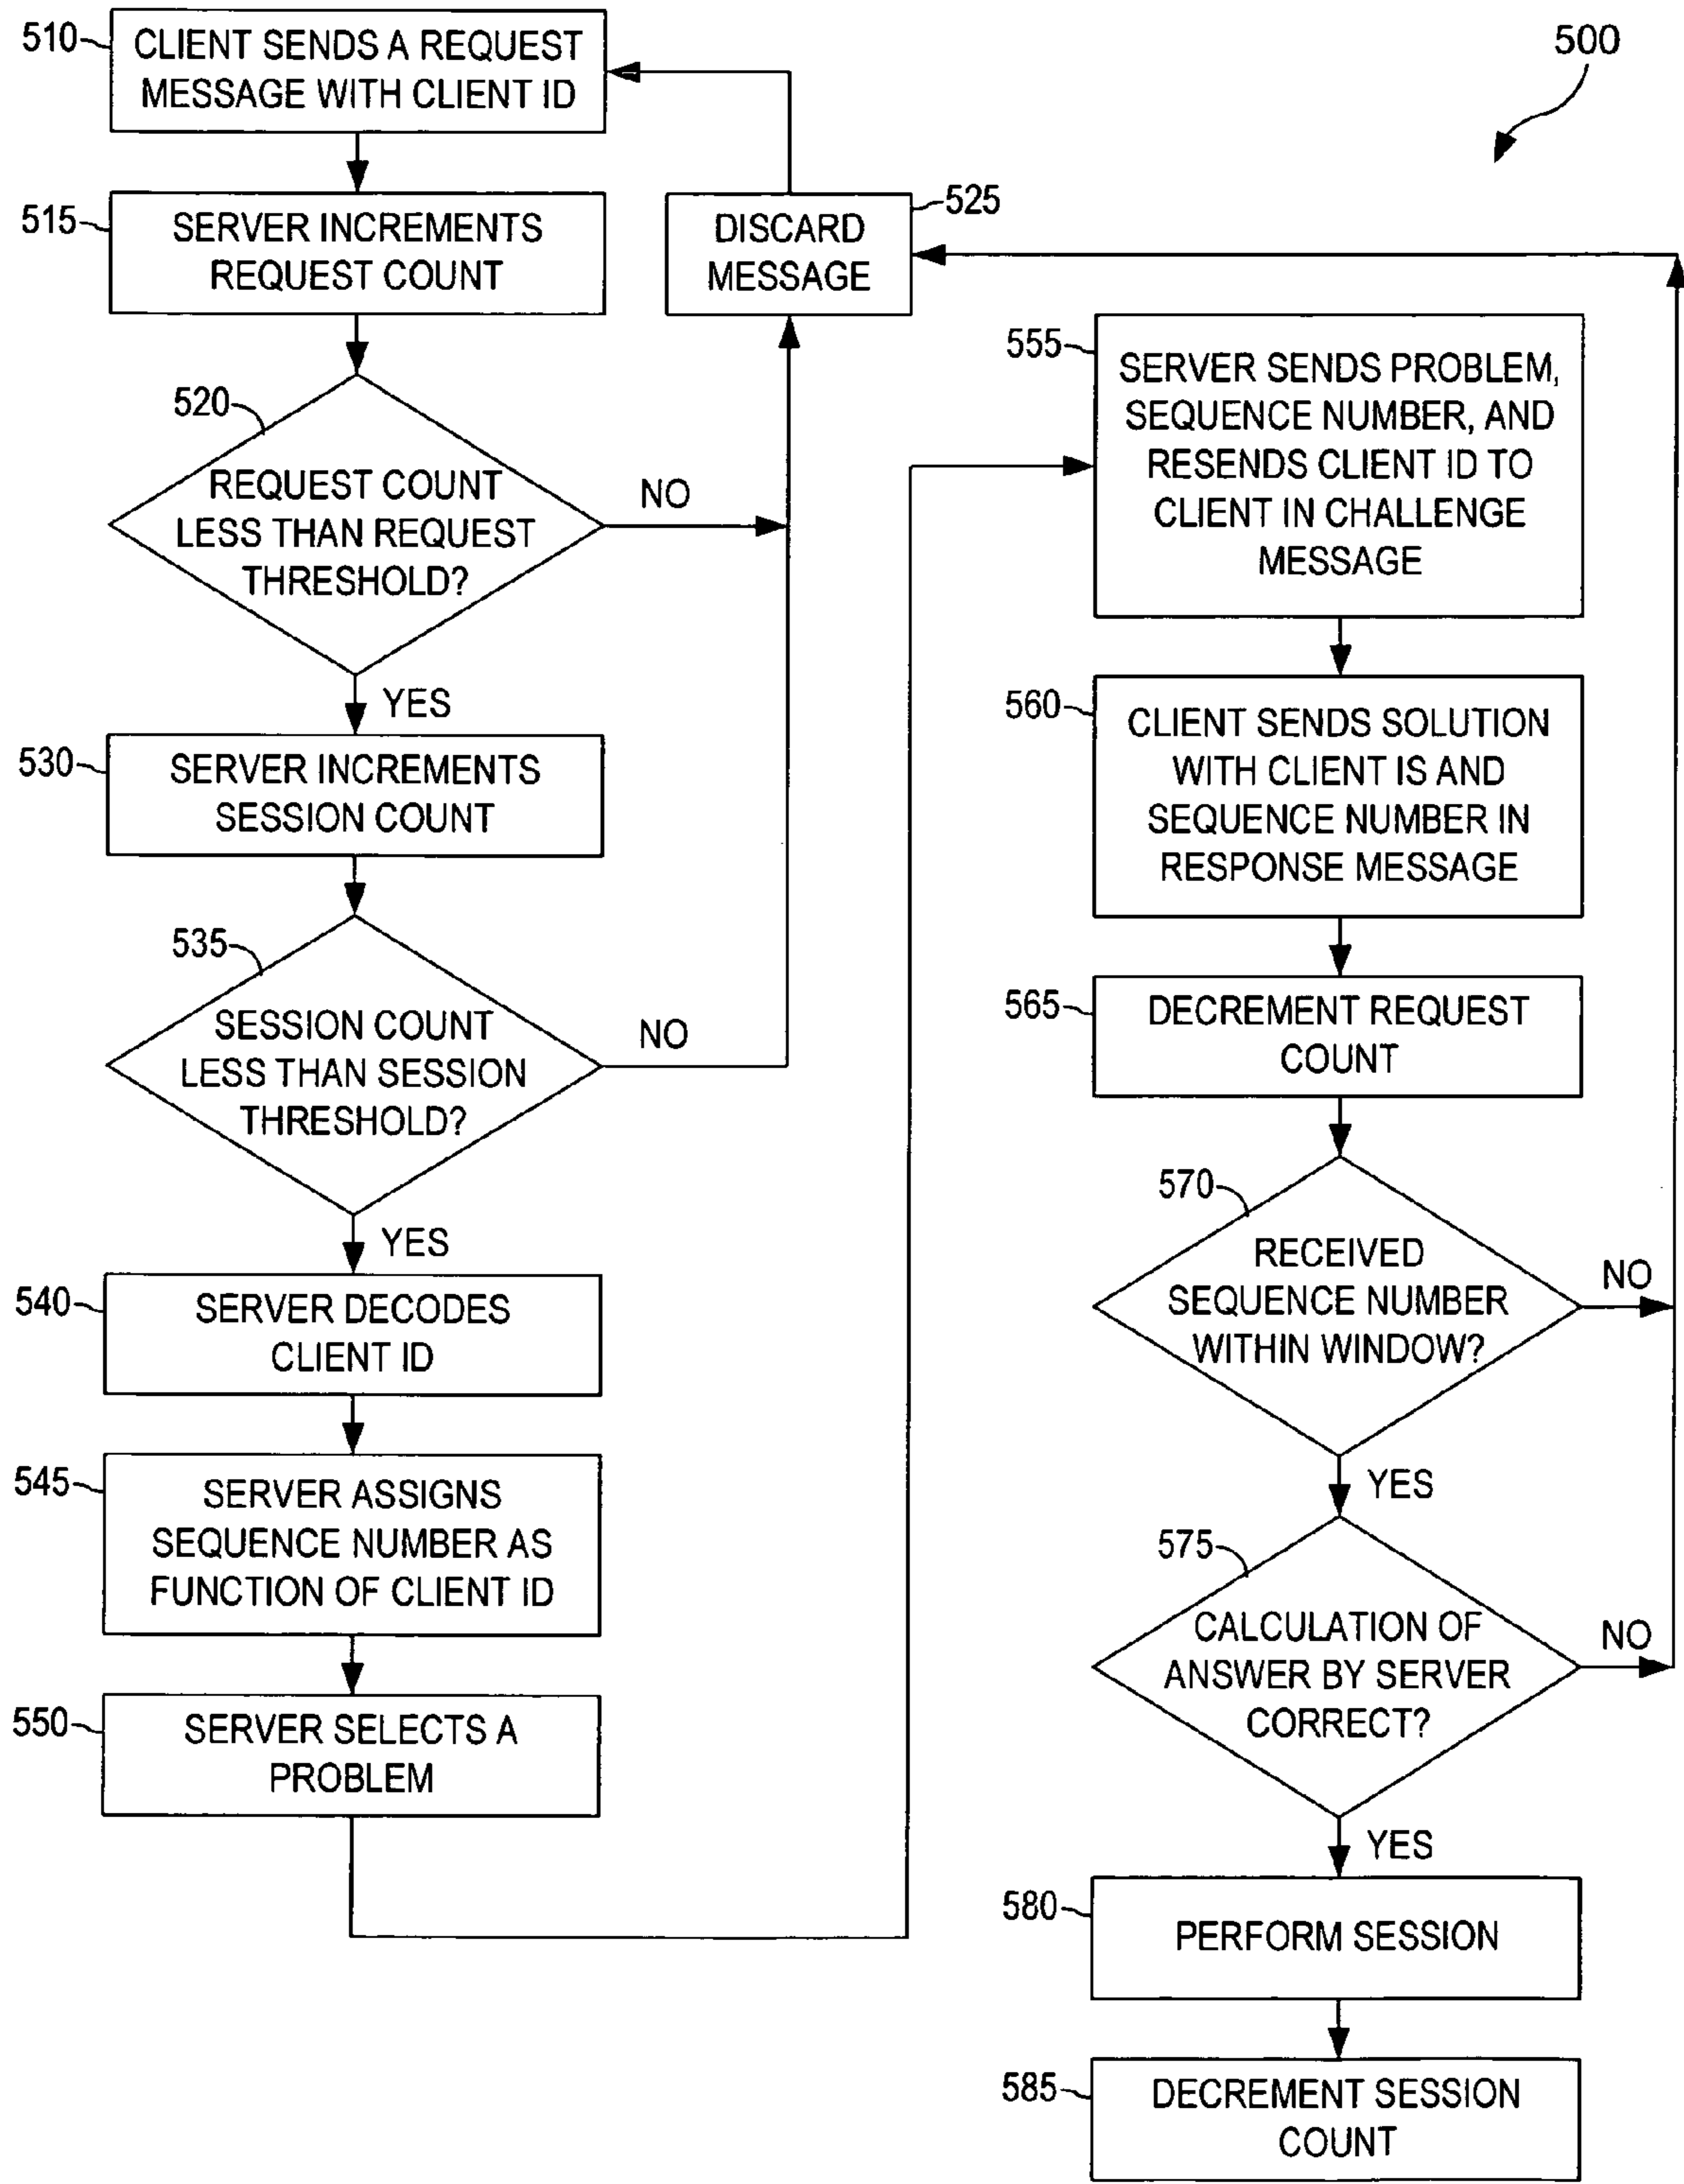 510
CLIENT SENDS A REQUEST
MESSAGE WITH CLIENT ID
500
515
SERVER INCREMENTS
REQUEST COUNT
525
DISCARD
MESSAGE
520
REQUEST COUNT
LESS THAN REQUEST
THRESHOLD?
NO
YES
530
SERVER INCREMENTS
SESSION COUNT
535
SESSION COUNT
LESS THAN SESSION
THRESHOLD?
NO
YES
540
SERVER DECODES
CLIENT ID
545
SERVER ASSIGNS
SEQUENCE NUMBER AS
FUNCTION OF CLIENT ID
550
SERVER SELECTS A
PROBLEM
555
SERVER SENDS PROBLEM,
SEQUENCE NUMBER, AND
RESENDS CLIENT ID TO
CLIENT IN CHALLENGE
MESSAGE
560
CLIENT SENDS SOLUTION
WITH CLIENT IS AND
SEQUENCE NUMBER IN
RESPONSE MESSAGE
565
DECREMENT REQUEST
COUNT
570
RECEIVED
SEQUENCE NUMBER
WITHIN WINDOW?
NO
YES
575
CALCULATION OF
ANSWER BY SERVER
CORRECT?
NO
YES
580
PERFORM SESSION
585
DECREMENT SESSION
COUNT